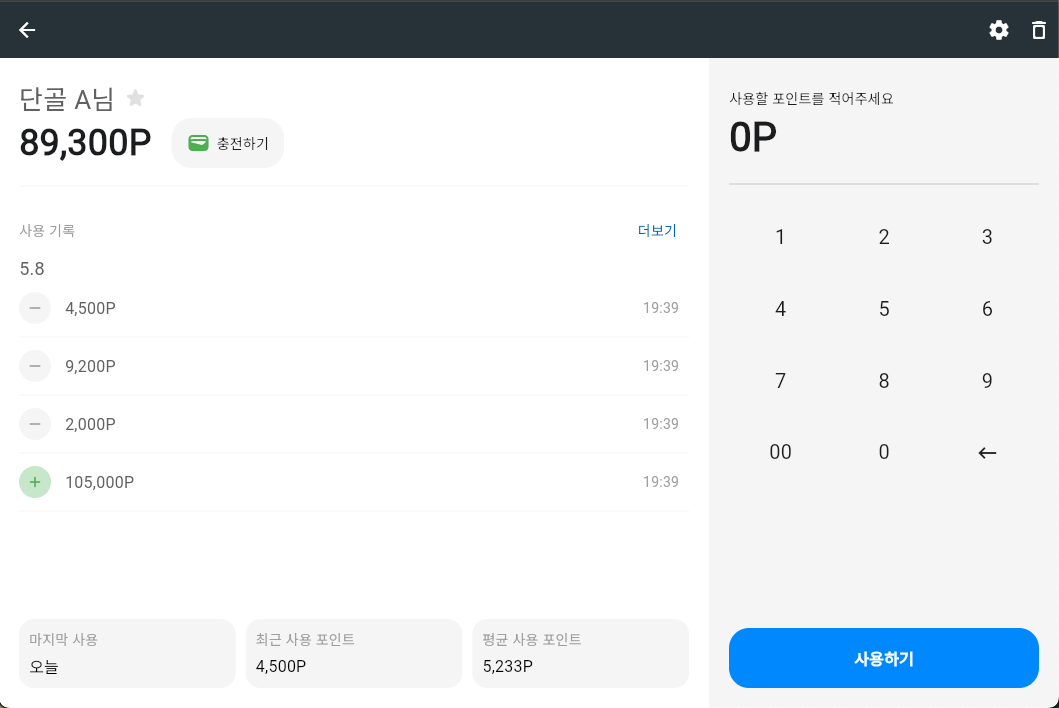 단골 A님
89,300P
충전하기
사용 기록
더보기
5.8
4,500P
19:39
9,200P
19:39
2,000P
19:39
105,000P
19:39
마지막 사용
오늘
최근 사용 포인트
4,500P
평균 사용 포인트
5,233P
사용할 포인트를 적어주세요
0P
1 2 3
4 5 6
7 8 9
00 0
사용하기